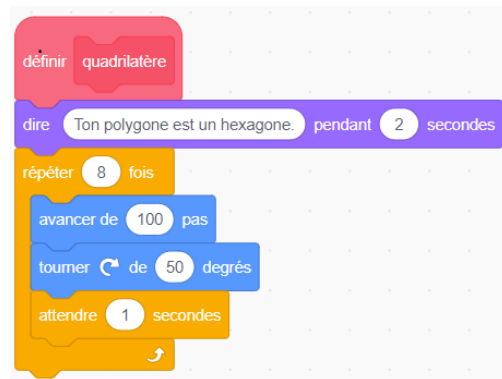 définir quadrilatère
dire Ton polygone est un hexagone. pendant 2 secondes
répéter 8 fois
avancer de 100 pas
tourner de 50 degrés
attendre 1 secondes